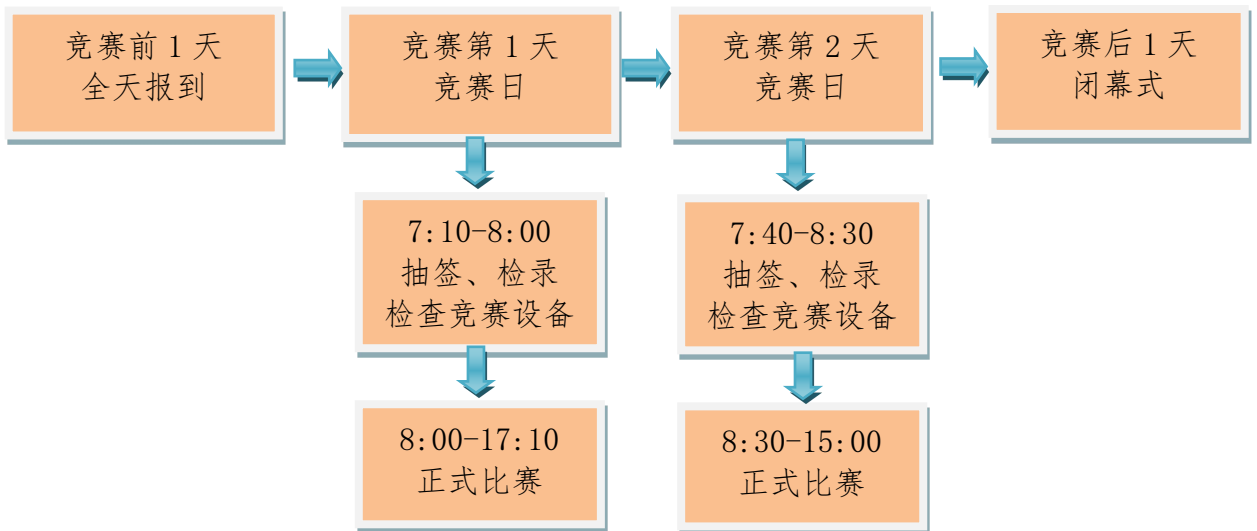 竞赛前 1 天
全天报到
竞赛第 1 天
竞赛日
竞赛第 2 天
竞赛日
竞赛后 1 天
闭幕式
7:10-8:00
抽签、检录
检查竞赛设备
7:40-8:30
抽签、检录
检查竞赛设备
8:00-17:10
正式比赛
8:30-15:00
正式比赛